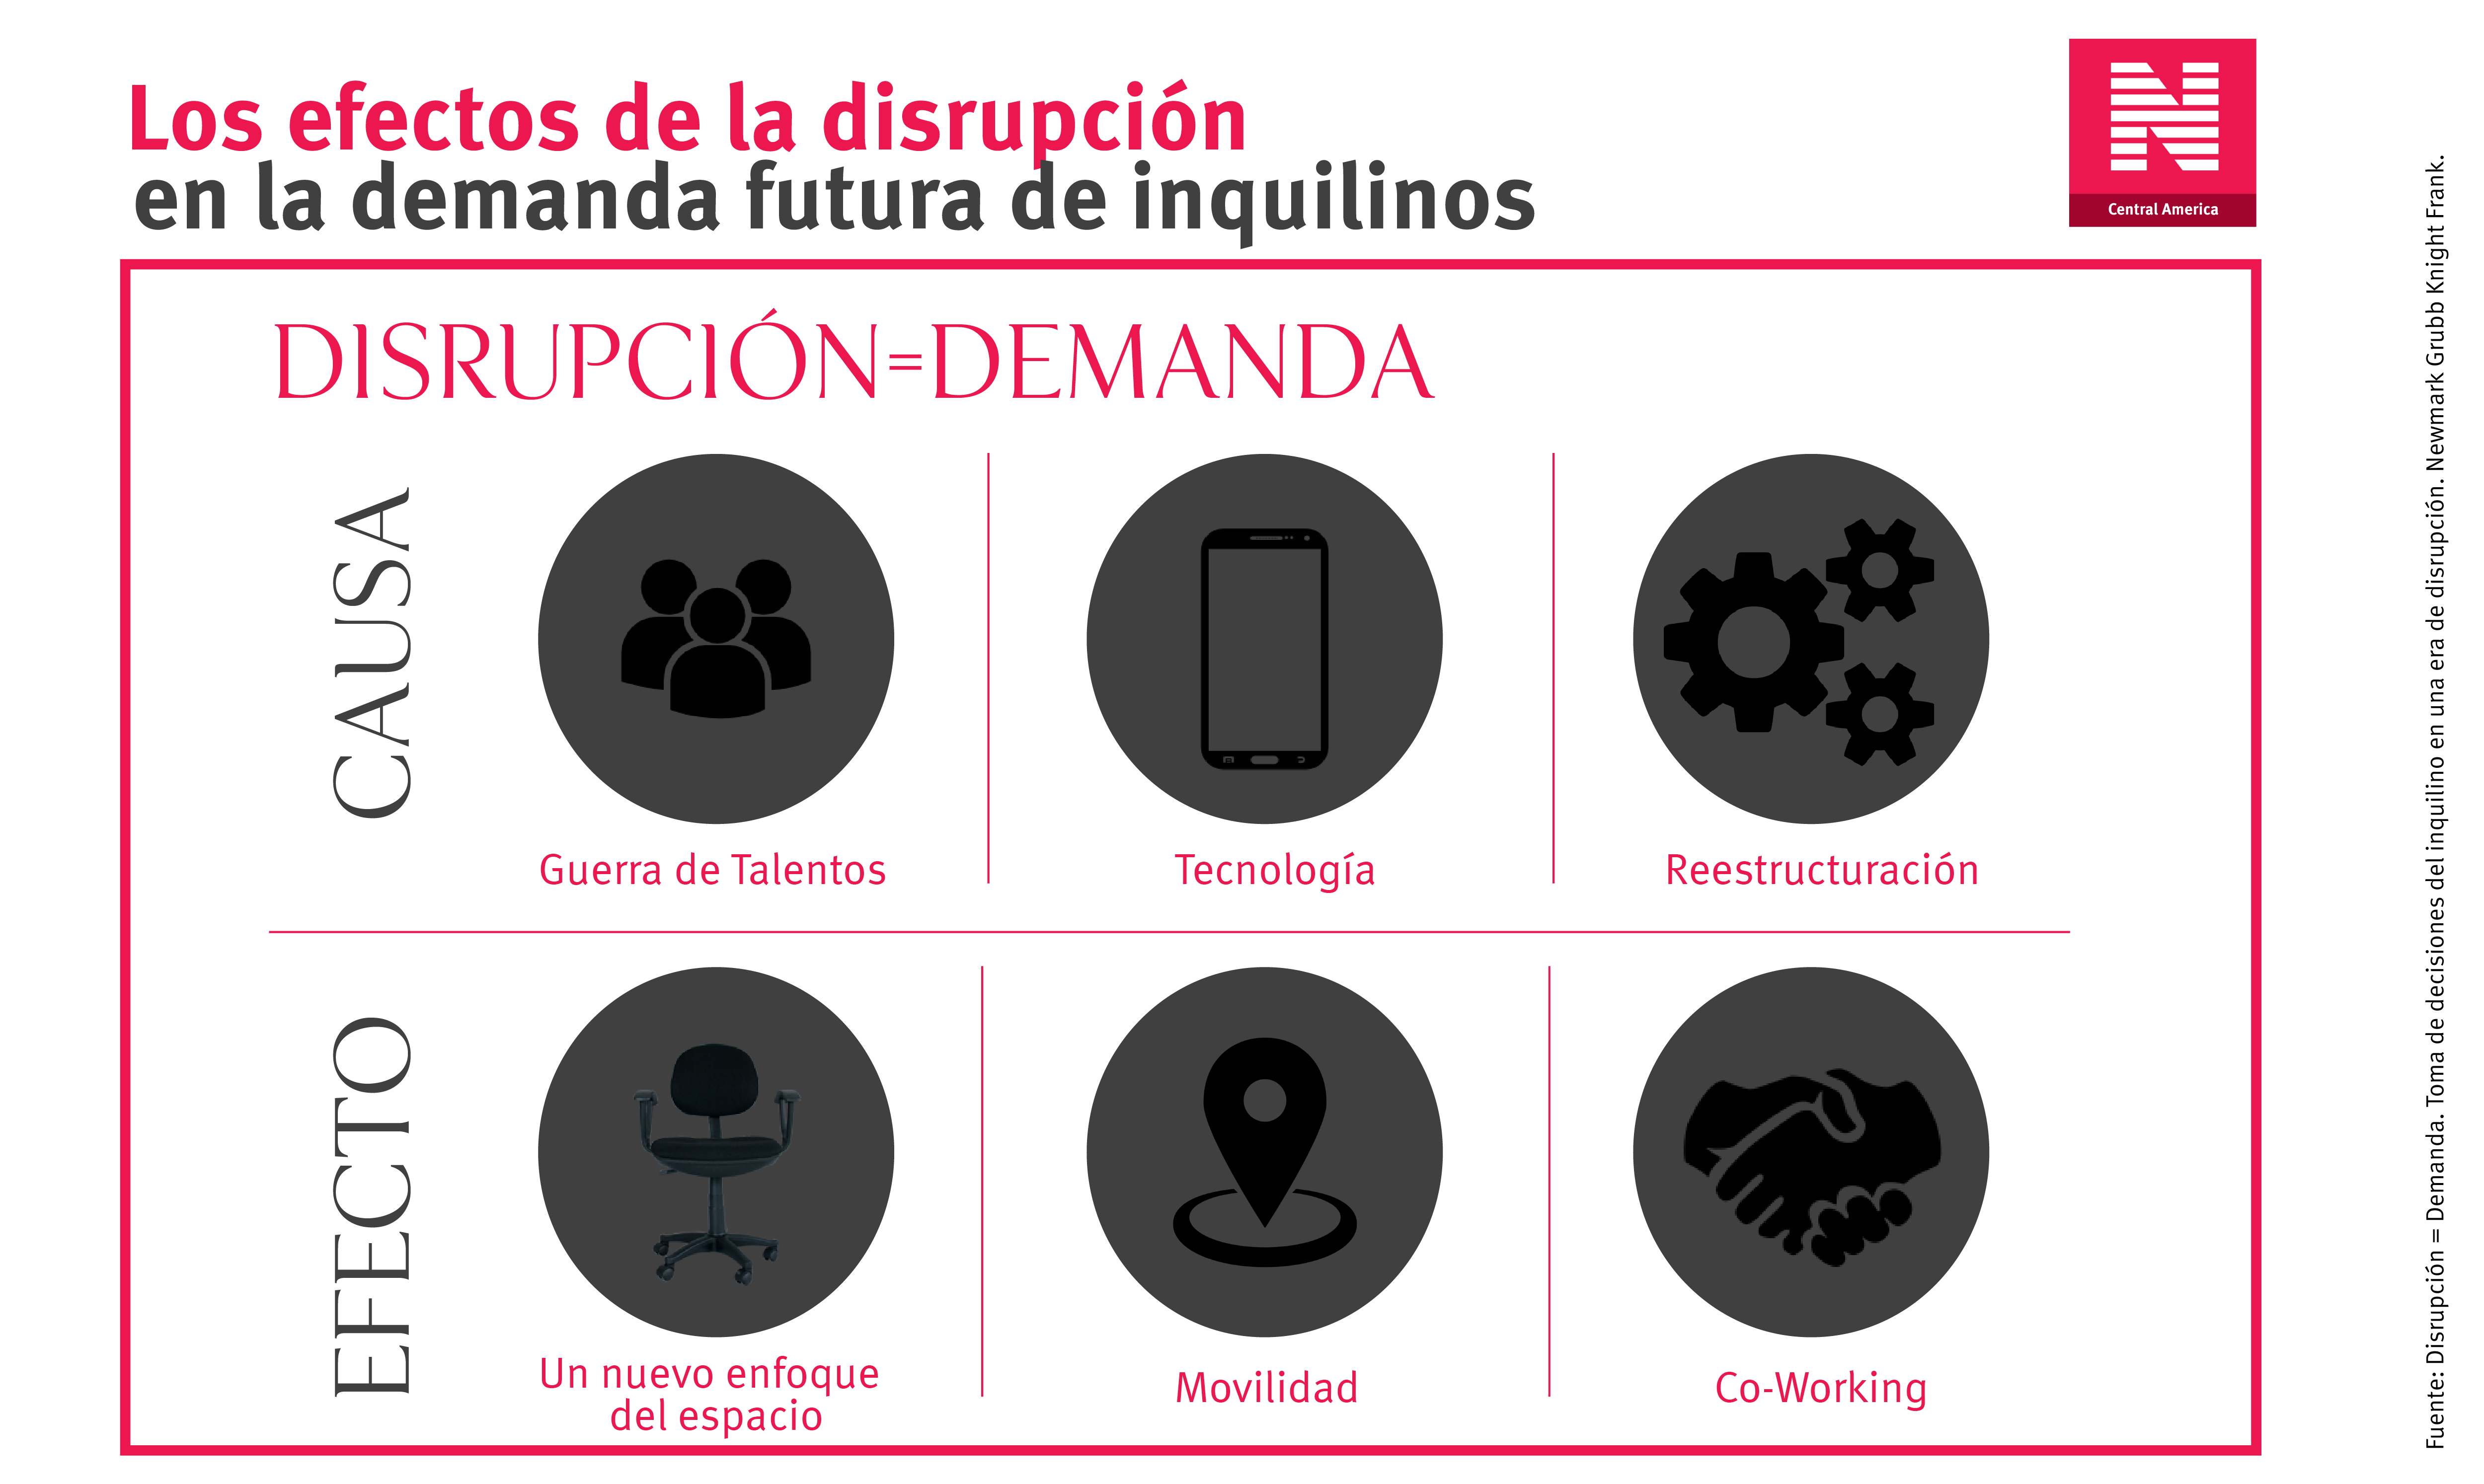 Los efectos de la disrupción
en la demanda futura de inquilinos
Central America
DISRUPCIÓN=DEMANDA
CAUSA
Guerra de Talentos
Tecnología
Reestructuración
EFECTO
Un nuevo enfoque
del espacio
Movilidad
Co-Working
Fuente: Disrupción = Demanda. Toma de decisiones del inquilino en una era de disrupción. Newmark Grubb Knight Frank.